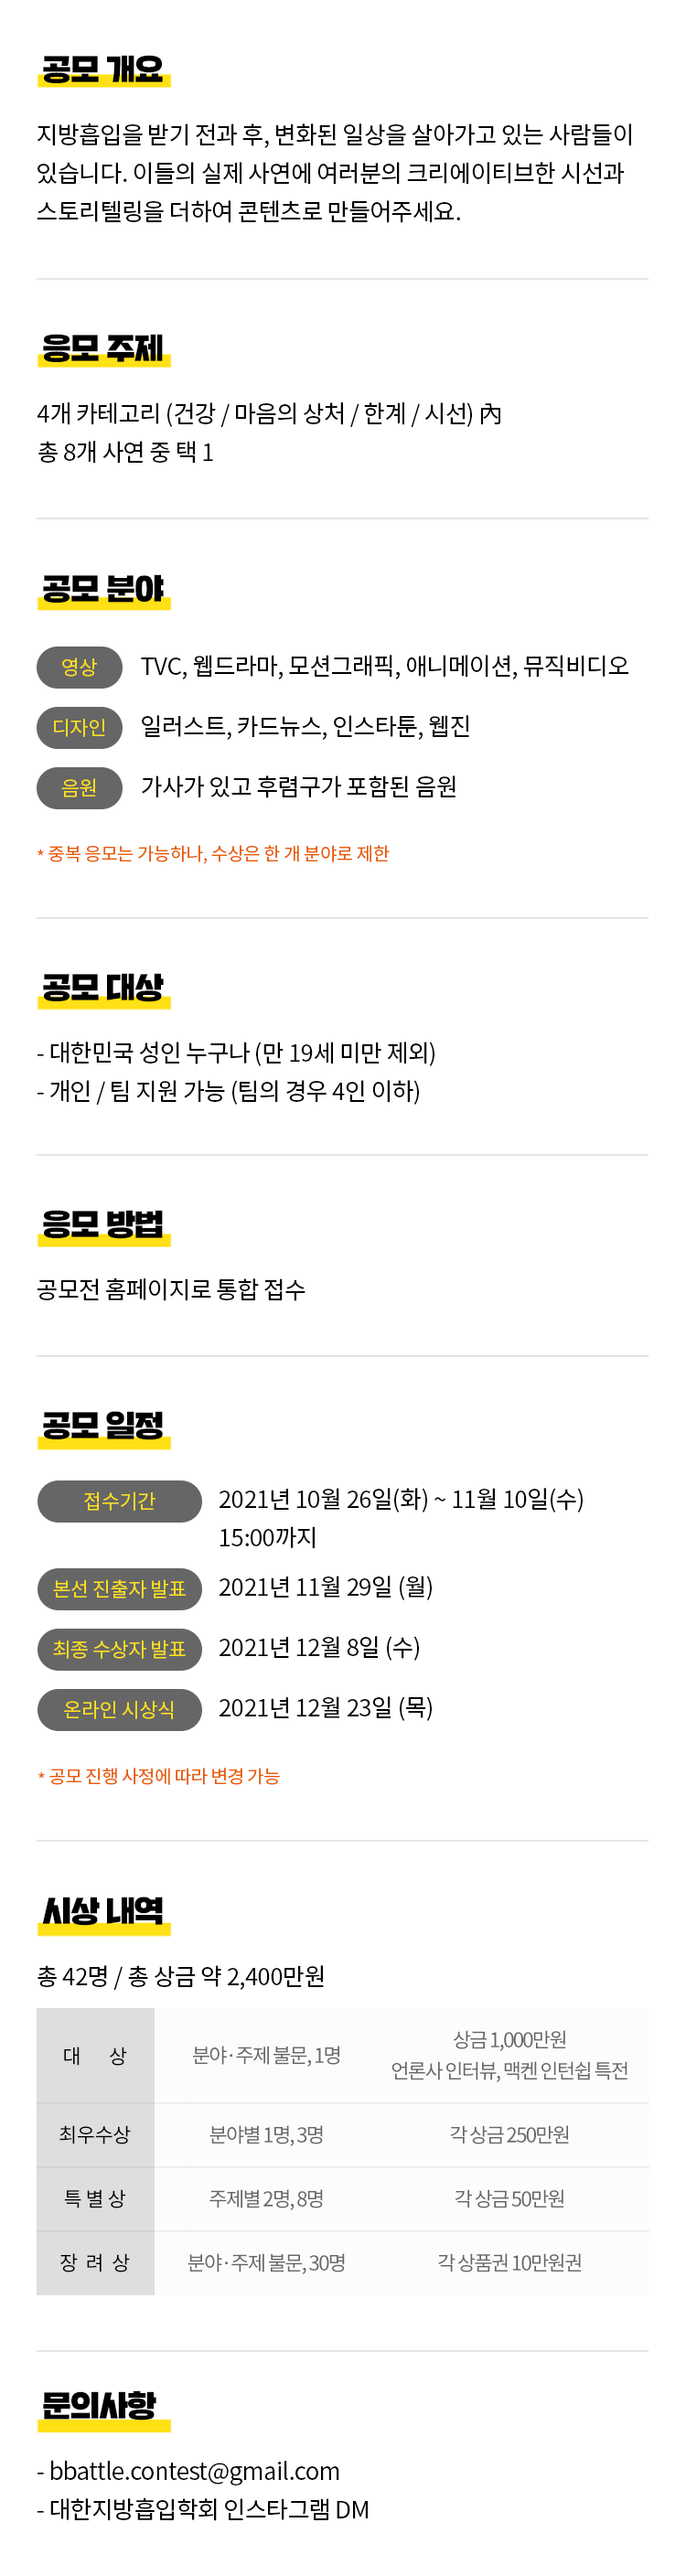 공모 개요
지방흡입을 받기 전과 후, 변화된 일상을 살아가고 있는 사람들이
있습니다. 이들의 실제 사연에 여러분의 크리에이티브한 시선과
스토리텔링을 더하여 콘텐츠로 만들어주세요.
응모 주제
4개 카테고리 (건강 / 마음의 상처 / 한계 / 시선) 內
총 8개 사연 중 택 1
공모 분야
영상 TVC, 웹드라마, 모션그래픽, 애니메이션, 뮤직비디오
디자인 일러스트, 카드뉴스, 인스타툰, 웹진
음원 가사가 있고 후렴구가 포함된 음원
* 중복 응모는 가능하나, 수상은 한 개 분야로 제한
공모 대상
- 대한민국 성인 누구나 (만 19세 미만 제외)
- 개인 / 팀 지원 가능 (팀의 경우 4인 이하)
응모 방법
공모전 홈페이지로 통합 접수
공모 일정
접수기간 2021년 10월 26일(화) ~ 11월 10일(수)
15:00까지
본선 진출자 발표 2021년 11월 29일 (월)
최종 수상자 발표 2021년 12월 8일 (수)
온라인 시상식 2021년 12월 23일 (목)
* 공모 진행 사정에 따라 변경 가능
시상 내역
총 42명 / 총 상금 약 2,400만원
대 상 분야·주제 불문, 1명 상금 1,000만원
언론사 인터뷰, 맥켄 인턴쉽 특전
최우수상 분야별 1명, 3명 각 상금 250만원
특 별 상 주제별 2명, 8명 각 상금 50만원
장 려 상 분야·주제 불문, 30명 각 상품권 10만원권
문의사항
- bbattle.contest@gmail.com
- 대한지방흡입학회 인스타그램 DM